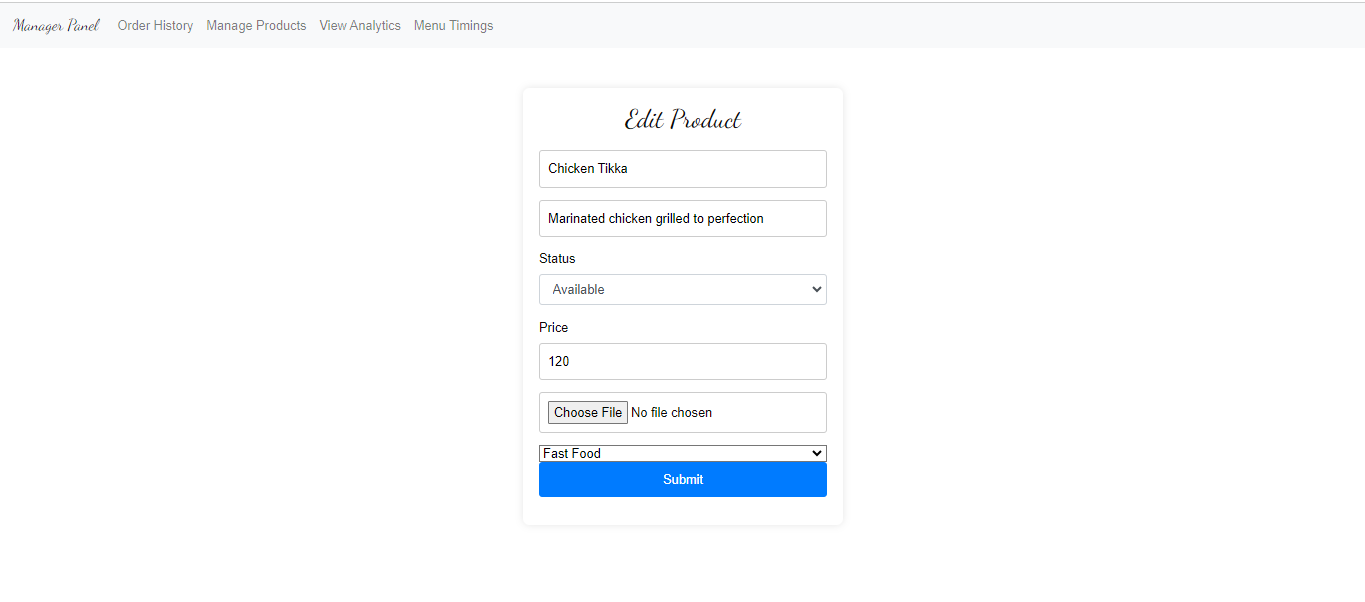 Manager Panel Order History Manage Products View Analytics Menu Timings
Edit Product
Chicken Tikka
Marinated chicken grilled to perfection
Status
Available
Price
120
Choose File No file chosen
Fast Food
Submit